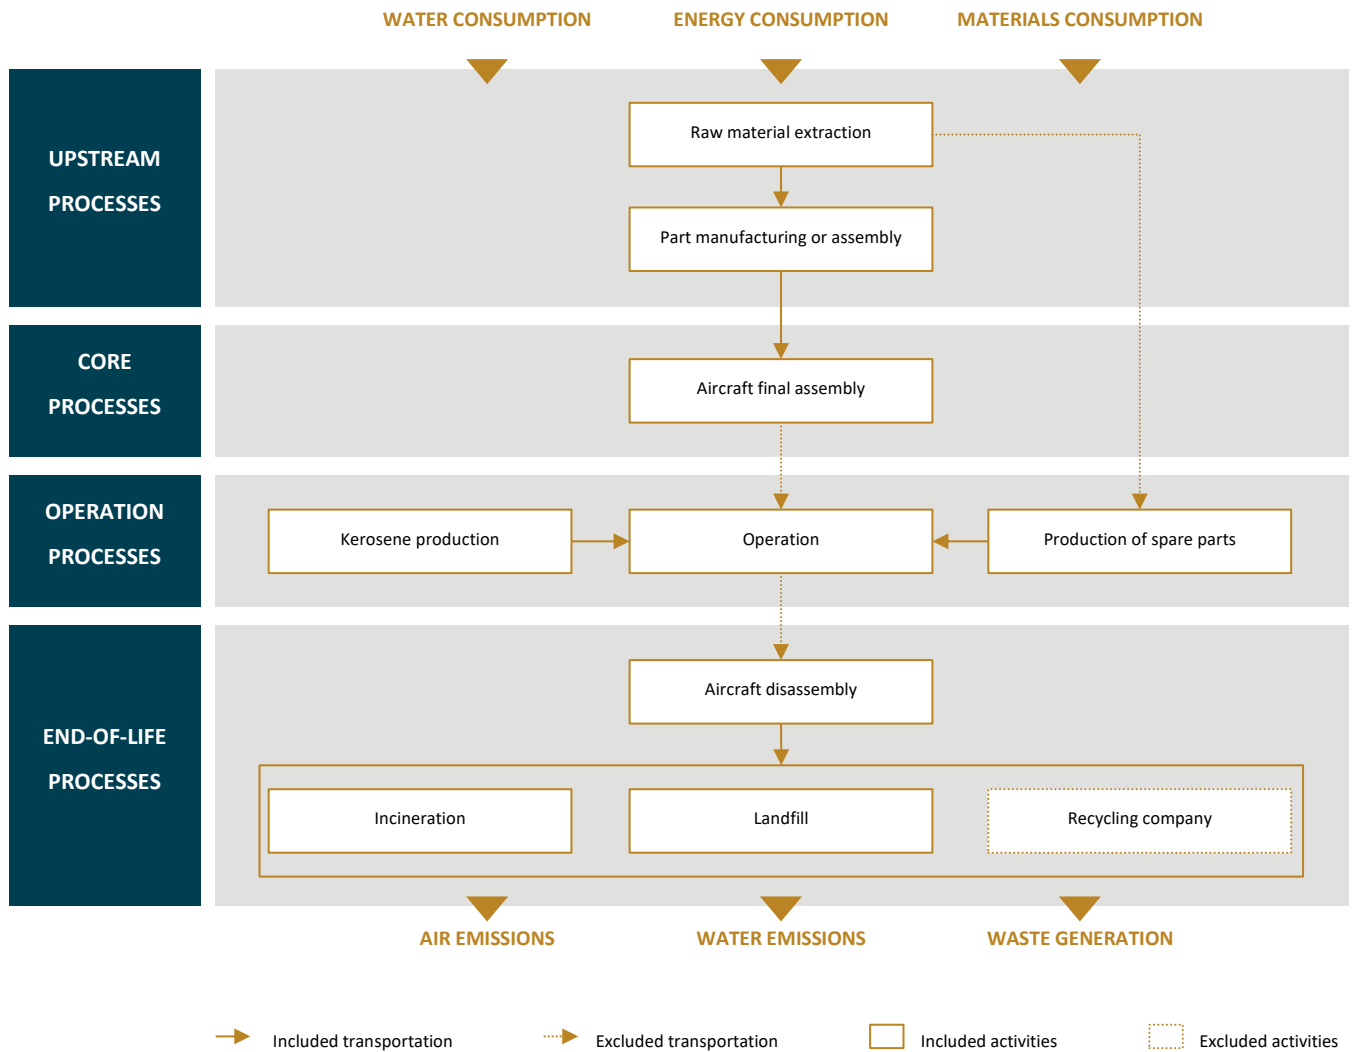 WATER CONSUMPTION
ENERGY CONSUMPTION
MATERIALS CONSUMPTION
UPSTREAM
PROCESSES
Raw material extraction
Part manufacturing or assembly
CORE
PROCESSES
Aircraft final assembly
OPERATION
PROCESSES
Kerosene production
Operation
Production of spare parts
END-OF-LIFE
PROCESSES
Aircraft disassembly
Incineration
Landfill
Recycling company
AIR EMISSIONS
WATER EMISSIONS
WASTE GENERATION
Included transportation
Excluded transportation
Included activities
Excluded activities